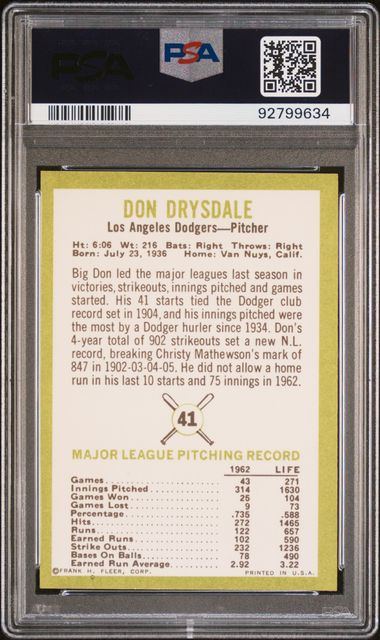 PSA
PSA
92799634
DON DRYSDALE
Los Angeles Dodgers—Pitcher
Ht: 6:06 Wt: 216 Bats: Right Throws: Right
Born: July 23, 1936 Home: Van Nuys, Calif.
Big Don led the major leagues last season in
victories, strikeouts, innings pitched and games
started. His 41 starts tied the Dodger club
record set in 1904, and his innings pitched were
the most by a Dodger hurler since 1934. Don's
4-year total of 902 strikeouts set a new N.L.
record, breaking Christy Mathewson's mark of
847 in 1902-03-04-05. He did not allow a home
run in his last 10 starts and 75 innings in 1962.
41
MAJOR LEAGUE PITCHING RECORD
1962 LIFE
Games 43 271
Innings Pitched 314 1630
Games Won 25 104
Games Lost 9 73
Percentage .735 .588
Hits 272 1465
Runs 122 657
Earned Runs 102 590
Strike Outs 232 1236
Bases On Balls 78 490
Earned Run Average 2.92 3.22
©FRANK H. FLEER, CORP. PRINTED IN U.S.A.